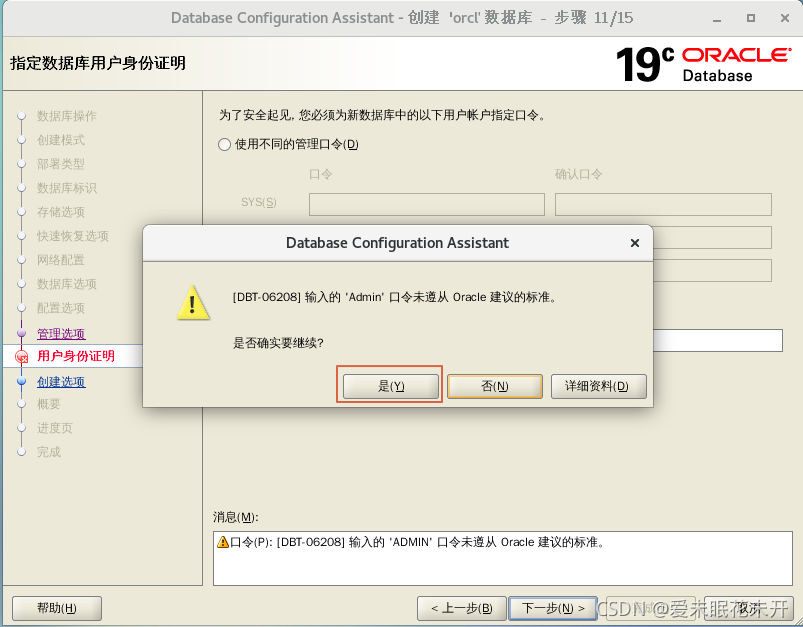 Database Configuration Assistant - 创建 'orcl' 数据库 - 步骤 11/15
指定数据库用户身份证明
19c ORACLE
Database
数据库操作
创建模式
部署类型
数据库标识
存储选项
快速恢复选项
网络配置
数据库选项
配置选项
管理选项
用户身份证明
创建选项
概要
进度页
完成
为了安全起见, 您必须为新数据库中的以下用户帐户指定口令。
使用不同的管理口令(D)
口令 确认口令
SYS(S)
Database Configuration Assistant
[DBT-06208] 输入的 'Admin' 口令未遵从 Oracle 建议的标准。
是否确实要继续?
是(Y) 否(N) 详细资料(D)
消息(M):
口令(P): [DBT-06208] 输入的 'ADMIN' 口令未遵从 Oracle 建议的标准。
帮助(H) < 上一步(B) 下一步(N) > 取消
CSDN @爱未眠花未开